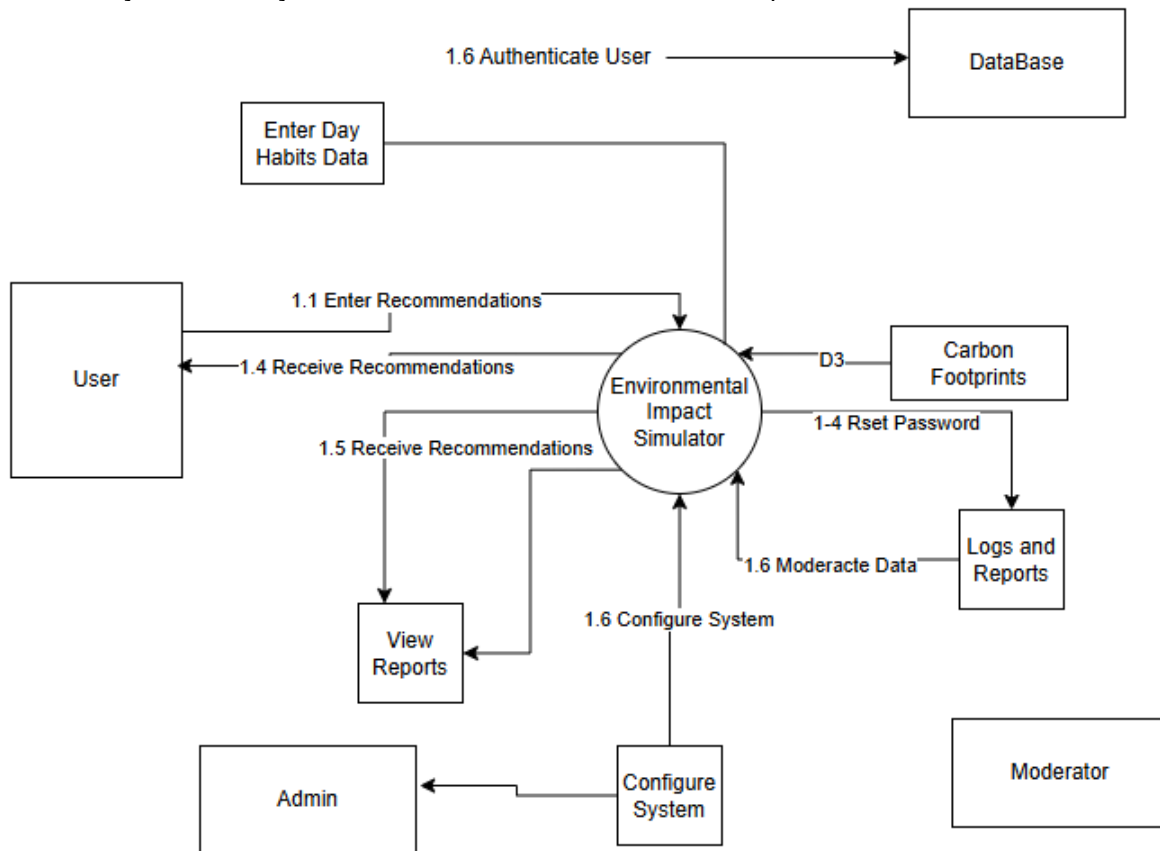 1.6 Authenticate User
DataBase
Enter Day
Habits Data
1.1 Enter Recommendations
User
1.4 Receive Recommendations
Environmental
Impact
Simulator
D3
Carbon
Footprints
1-4 Rset Password
1.5 Receive Recommendations
Logs and
Reports
1.6 Moderacte Data
1.6 Configure System
View
Reports
Admin
Configure
System
Moderator